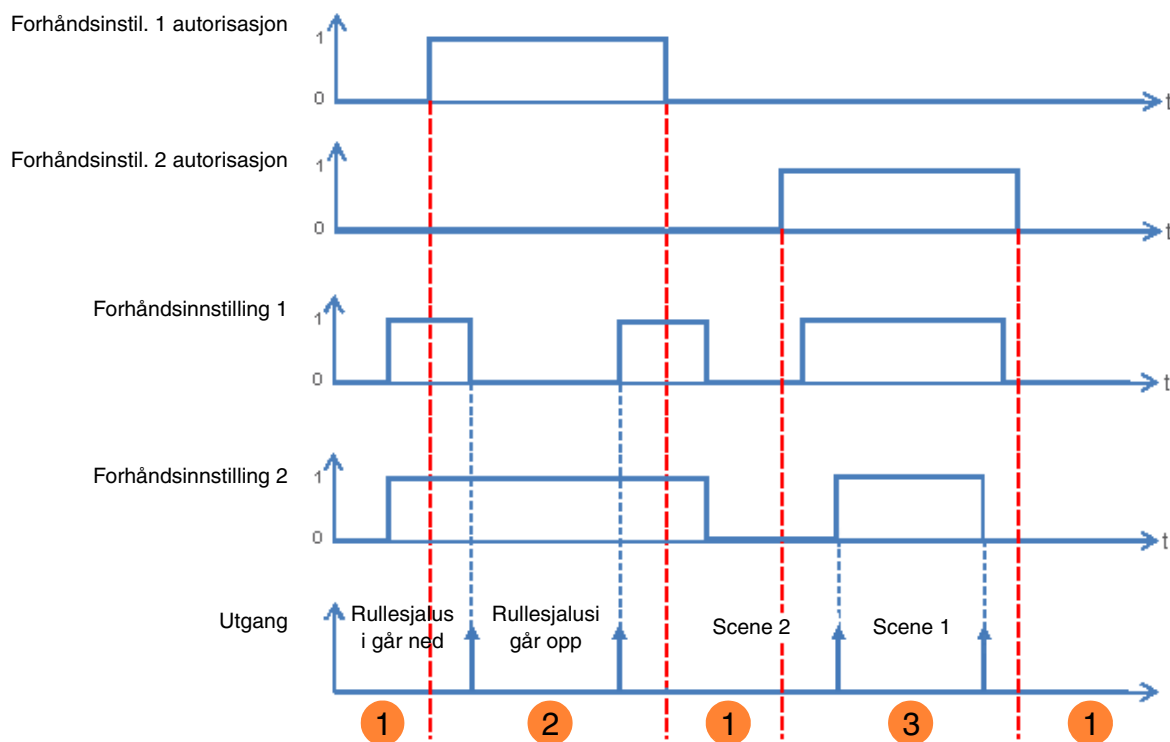 Forhåndsinstil. 1 autorisasjon
1
0
t
Forhåndsinstil. 2 autorisasjon
1
0
t
Forhåndsinnstilling 1
1
0
t
Forhåndsinnstilling 2
1
0
t
Utgang
Rullesjalus
i går ned
Rullesjalusi
går opp
Scene 2
Scene 1
1
2
1
3
1